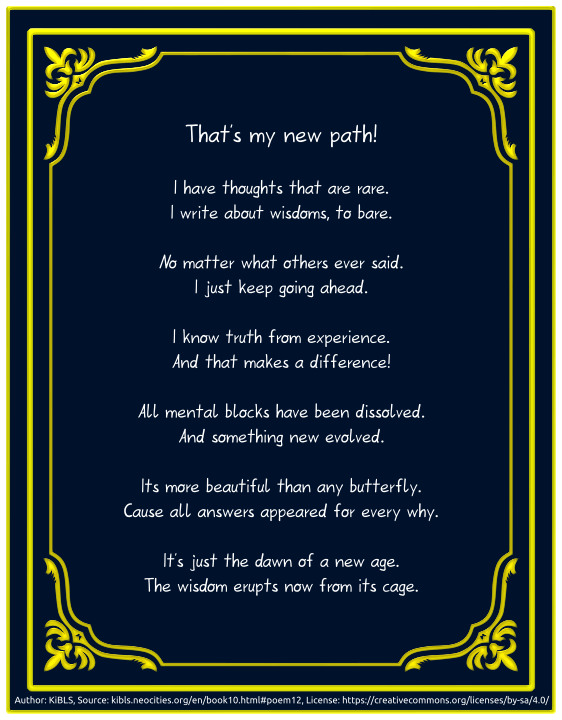 That's my new path!
I have thoughts that are rare.
I write about wisdoms, to bare.
No matter what others ever said.
I just keep going ahead.
I know truth from experience.
And that makes a difference!
All mental blocks have been dissolved.
And something new evolved.
Its more beautiful than any butterfly.
Cause all answers appeared for every why.
It's just the dawn of a new age.
The wisdom erupts now from its cage.
Author: KiBLS, Source: kibls.neocities.org/en/book10.html#poem12, License: https://creativecommons.org/licenses/by-sa/4.0/